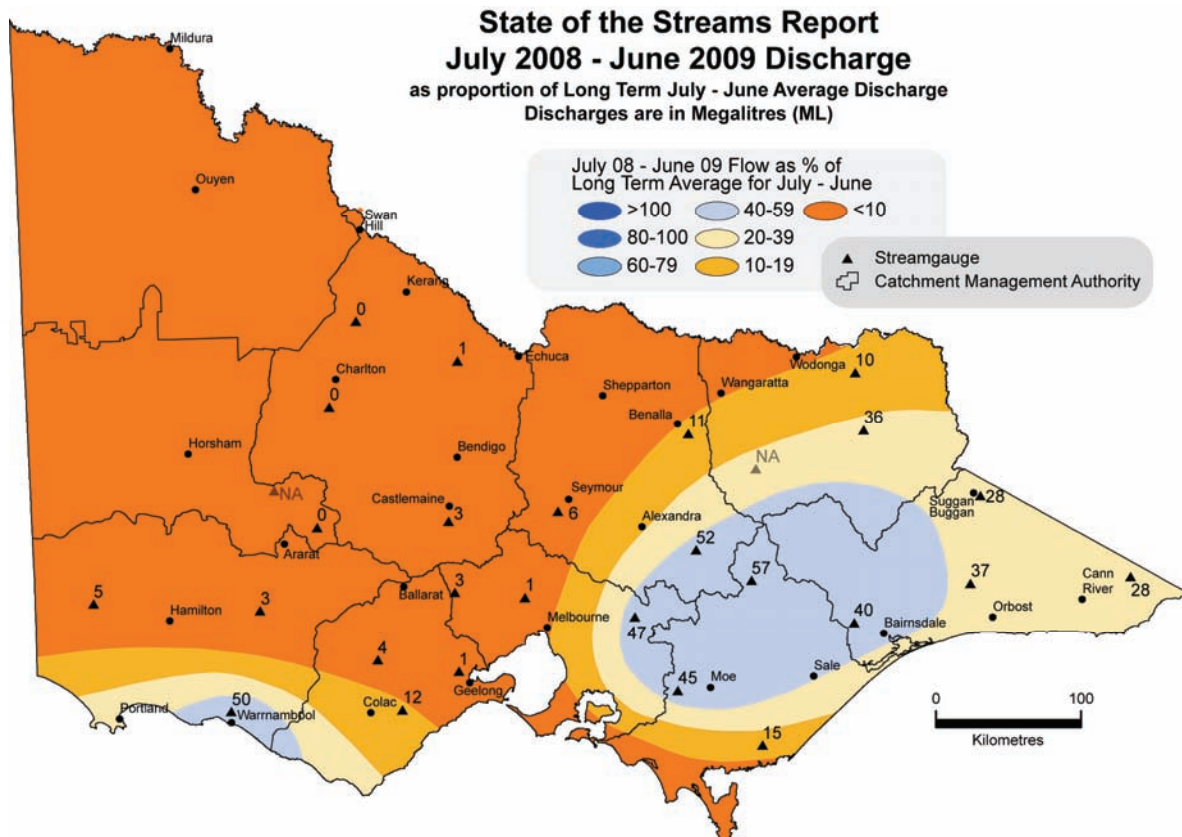 State of the Streams Report
July 2008 - June 2009 Discharge
as proportion of Long Term July - June Average Discharge
Discharges are in Megalitres (ML)
July 08 - June 09 Flow as % of
Long Term Average for July - June
>100
40-59
<10
80-100
20-39
60-79
10-19
Streamgauge
Catchment Management Authority
Mildura
Ouyen
Swan
Hill
Kerang
0
1
Echuca
Charlton
0
Shepparton
Wangaratta
Wodonga
10
Benalla
11
36
Horsham
Bendigo
NA
NA
Castlemaine
3
0
Seymour
6
Suggan
Buggan
28
Alexandra
Ararat
52
57
37
Cann
River
28
5
Hamilton
3
Ballarat
3
1
Melbourne
47
40
Bairnsdale
Orbost
4
1
Geelong
45
Moe
Sale
Portland
50
Warrnambool
Colac
12
15
0
100
Kilometres